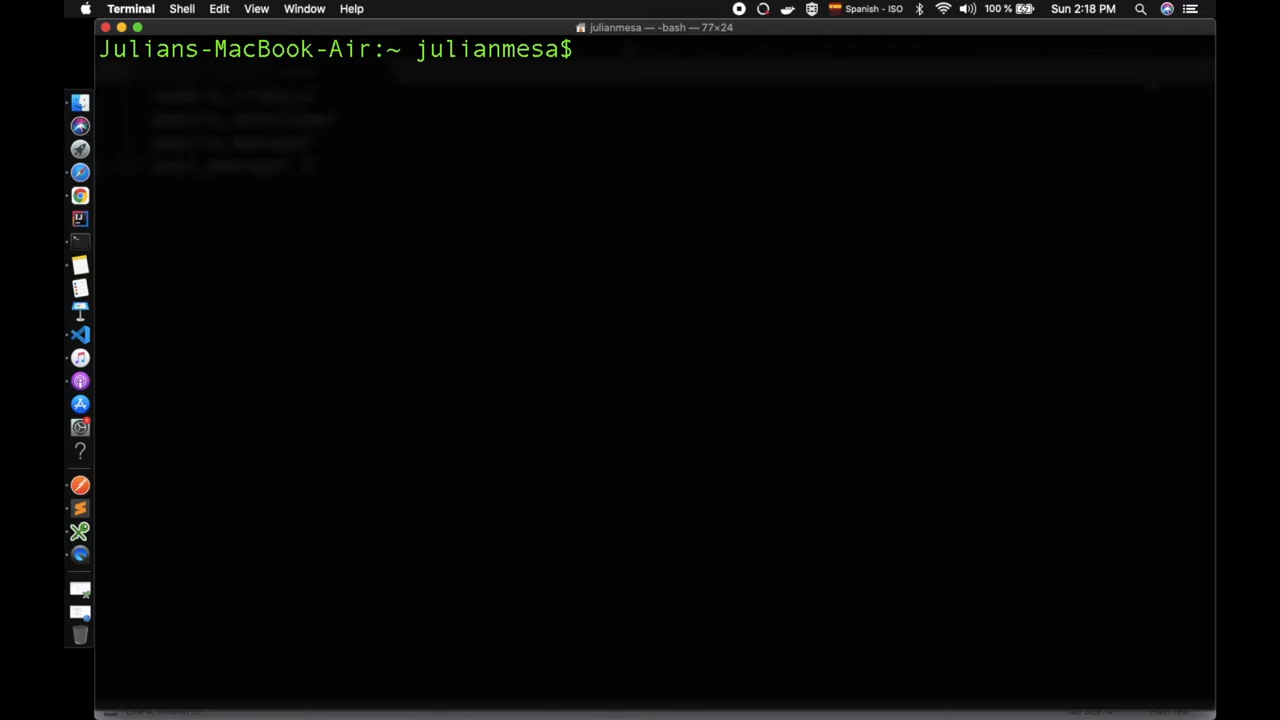 Terminal Shell Edit View Window Help Spanish - ISO 100 % Sun 2:18 PM
julianmesa — -bash — 77×24
Julians-MacBook-Air:~ julianmesa$